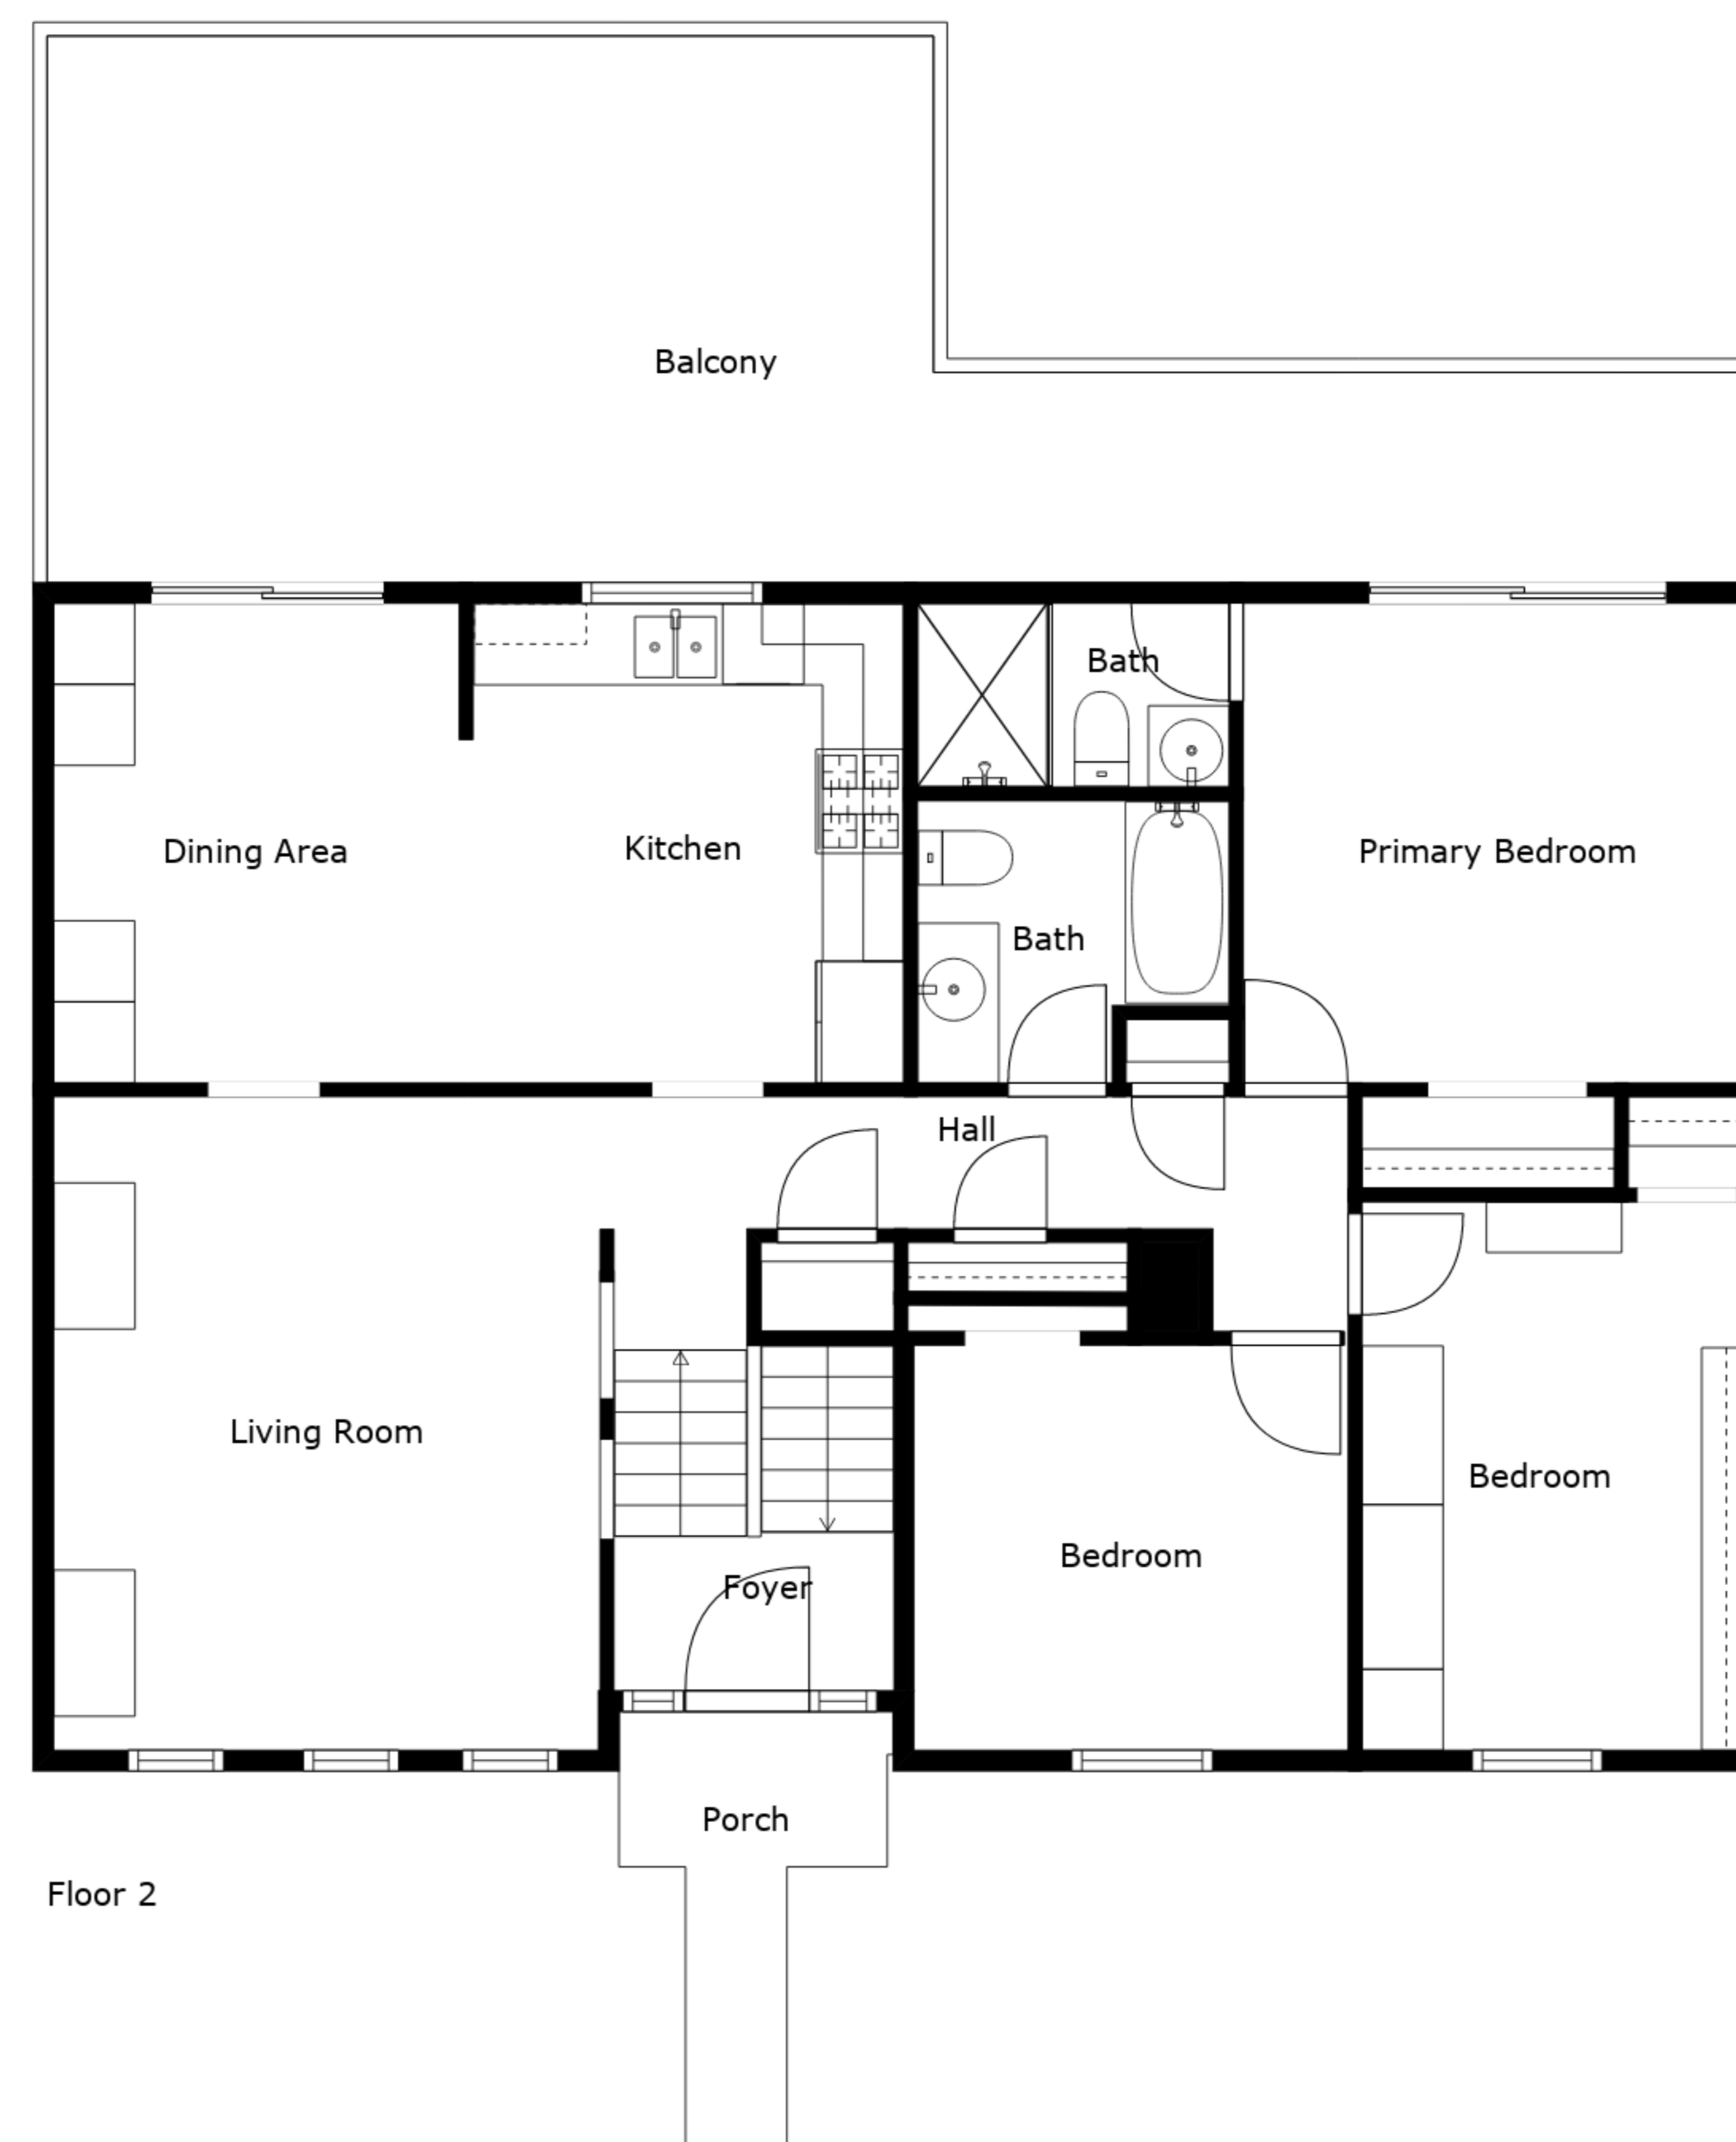 Balcony
Bath
Dining Area
Kitchen
Primary Bedroom
Bath
Hall
Living Room
Bedroom
Bedroom
Foyer
Porch
Floor 2